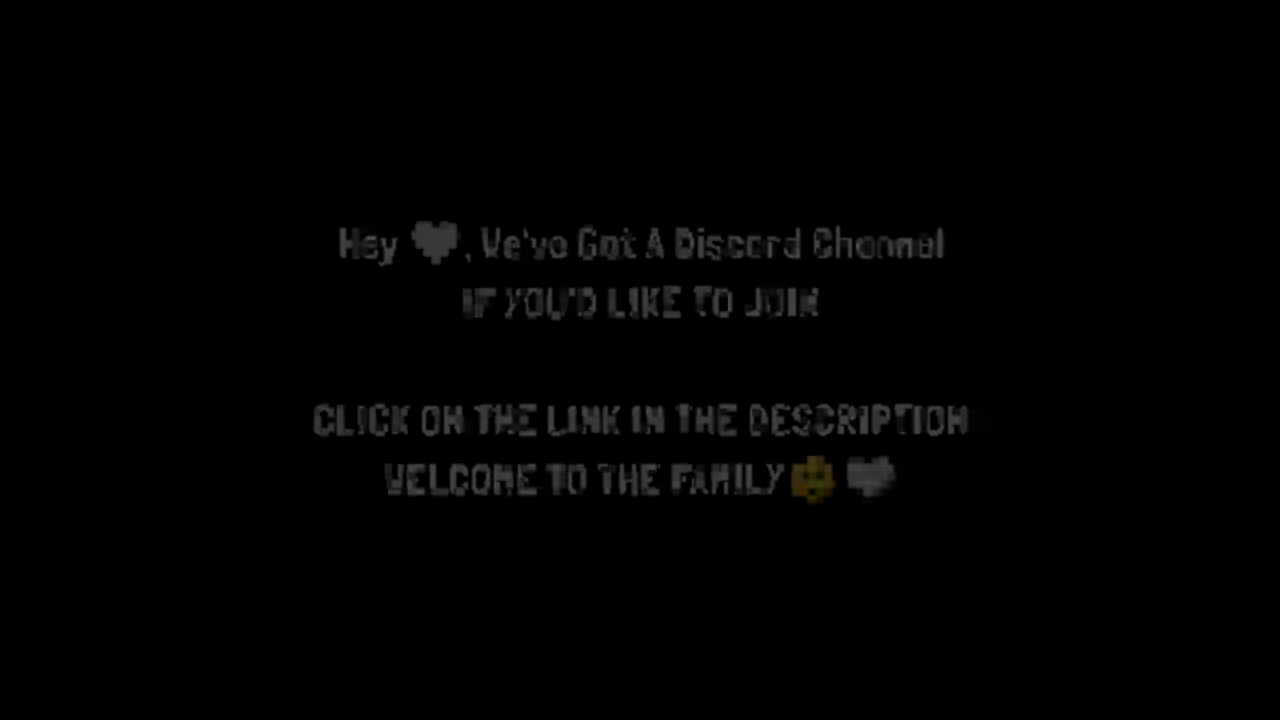 Hey 🤍, We've Got A Discord Channel
IF YOU'D LIKE TO JOIN
CLICK ON THE LINK IN THE DESCRIPTION
WELCOME TO THE FAMILY 🤗 🤍